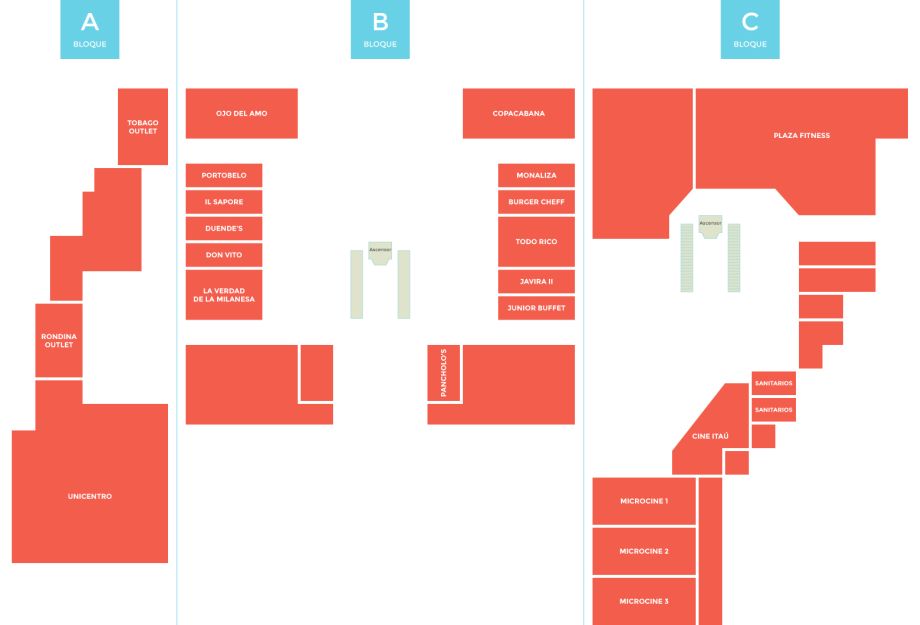 A
BLOQUE
B
BLOQUE
C
BLOQUE
TOBAGO
OUTLET
RONDINA
OUTLET
UNICENTRO
OJO DEL AMO
PORTOBELO
IL SAPORE
DUENDE'S
DON VITO
LA VERDAD
DE LA MILANESA
Ascensor
COPACABANA
MONALIZA
BURGER CHEFF
TODO RICO
JAVIRA II
JUNIOR BUFFET
PANCHOLO'S
PLAZA FITNESS
Ascensor
SANITARIOS
SANITARIOS
CINE ITAÚ
MICROCINE 1
MICROCINE 2
MICROCINE 3